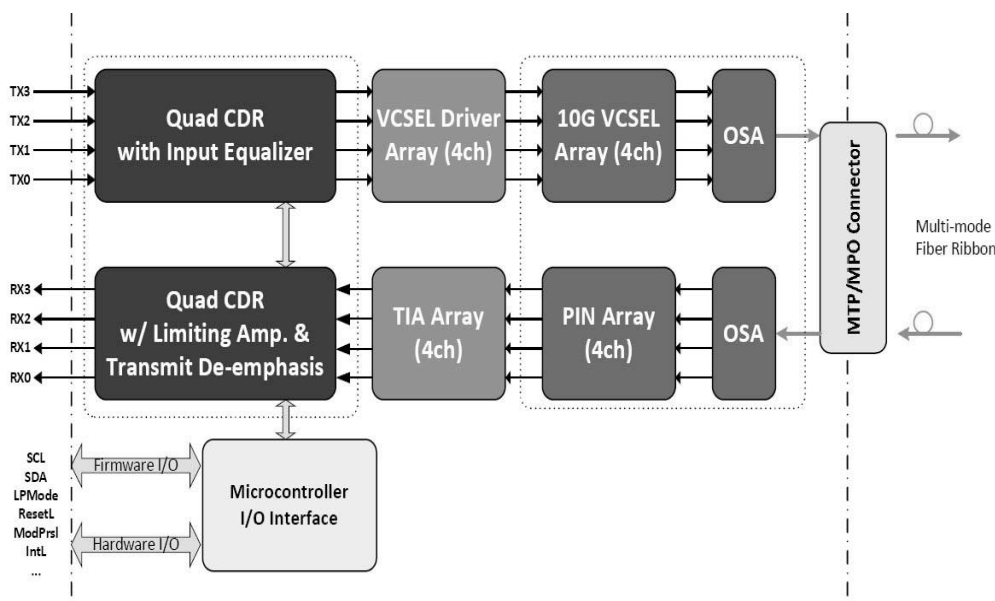 TX3
TX2
TX1
TX0
Quad CDR
with Input Equalizer
VCSEL Driver
Array (4ch)
10G VCSEL
Array (4ch)
OSA
MTP/MPO Connector
Multi-mode
Fiber Ribbon
RX3
RX2
RX1
RX0
Quad CDR
w/ Limiting Amp. &
Transmit De-emphasis
TIA Array
(4ch)
PIN Array
(4ch)
OSA
SCL
SDA
LPMode
ResetL
ModPrsl
IntL
...
Firmware I/O
Hardware I/O
Microcontroller
I/O Interface